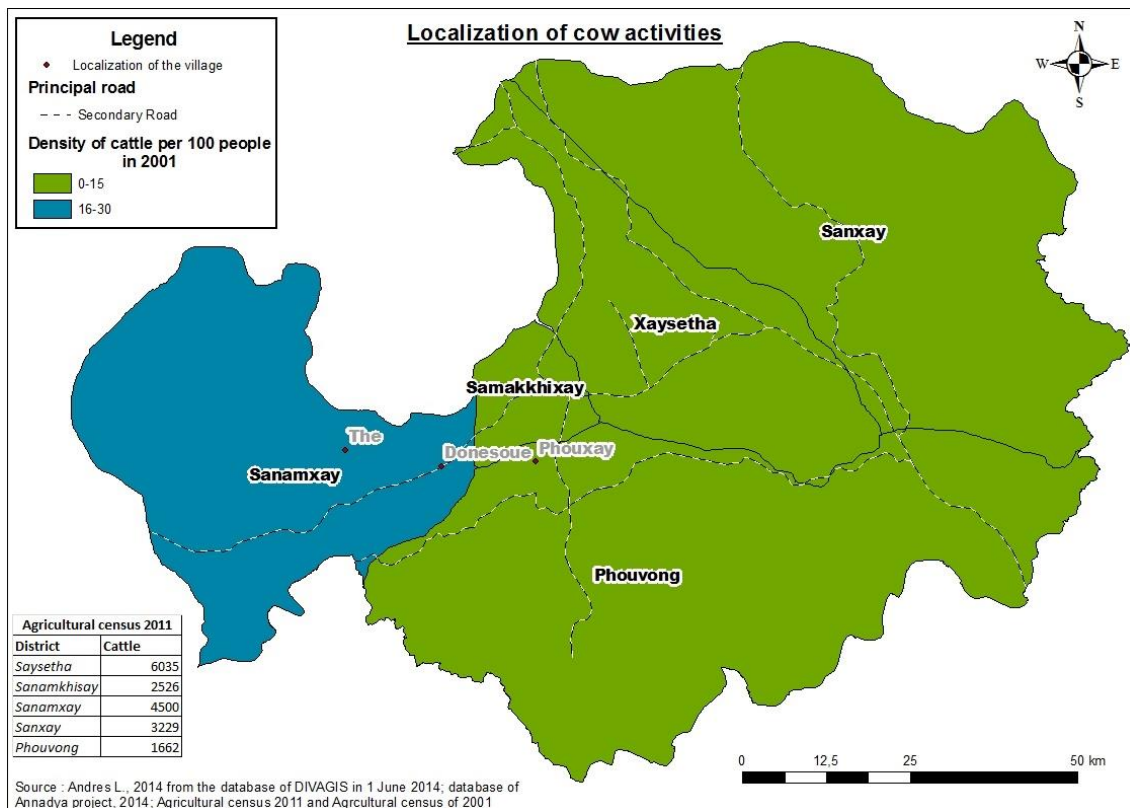 Localization of cow activities
Legend
Localization of the village
Principal road
Secondary Road
Density of cattle per 100 people
in 2001
0-15
16-30
N
W
E
S
Sanxay
Xaysetha
Samakkhixay
The
Donesoue
Phouxay
Sanamxay
Phouvong
Agricultural census 2011
District Cattle
Saysetha 6035
Sanamkhisay 2526
Sanamxay 4500
Sanxay 3229
Phouvong 1662
0 12,5 25 50 km
Source : Andres L., 2014 from the database of DIVAGIS in 1 June 2014; database of
Annadya project, 2014; Agricultural census 2011 and Agrcultural census of 2001